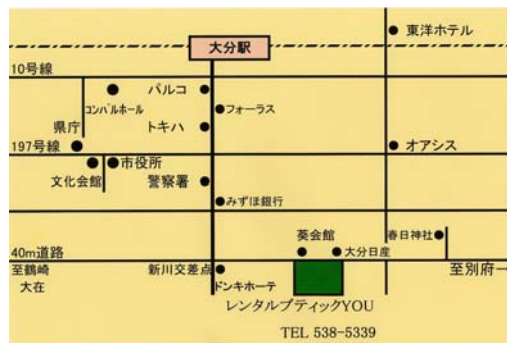 東洋ホテル
大分駅
10号線
パルコ
コンパルホール
フォーラス
県庁
トキハ
197号線
オアシス
市役所
文化会館
警察署
みずほ銀行
葵会館
春日神社
40m道路
大分日産
至鶴崎
大在
新川交差点
ドンキホーテ
至別府→
レンタルブティックYOU
TEL 538-5339